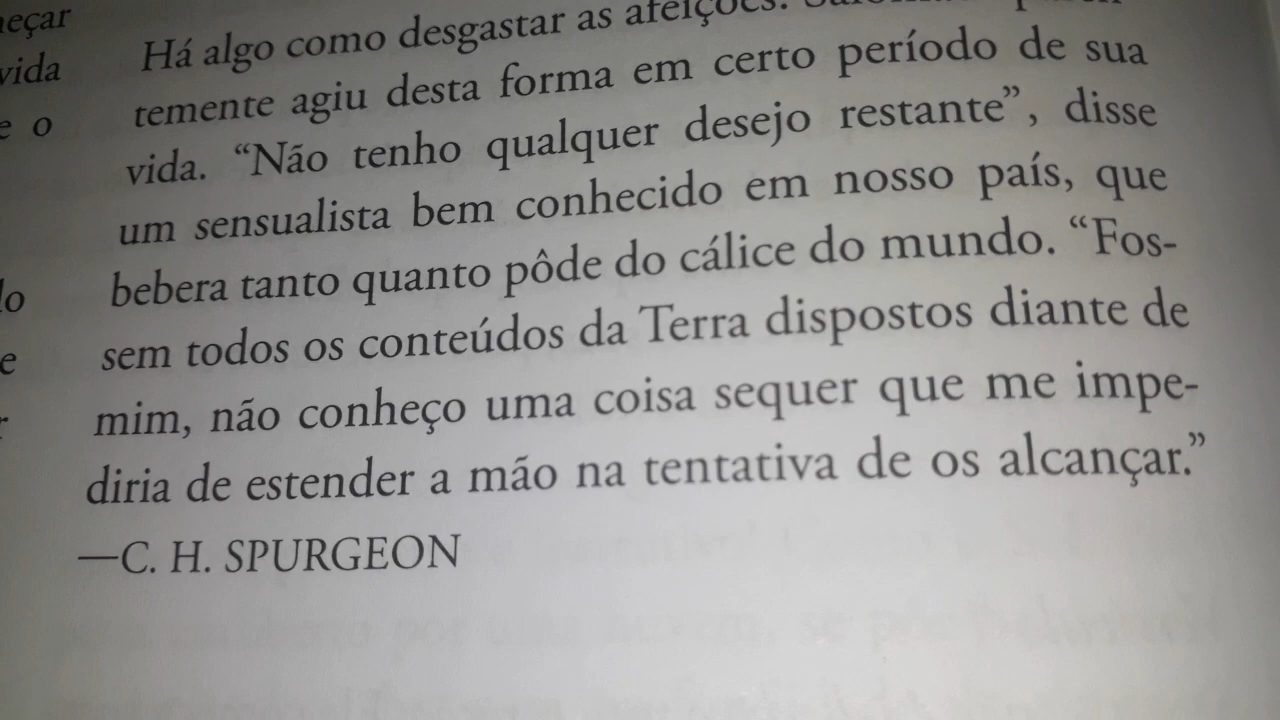 neçar
vida
e o
lo
e
r
Há algo como desgastar as afeições.
temente agiu desta forma em certo período de sua
vida. “Não tenho qualquer desejo restante”, disse
um sensualista bem conhecido em nosso país, que
bebera tanto quanto pôde do cálice do mundo. “Fos-
sem todos os conteúdos da Terra dispostos diante de
mim, não conheço uma coisa sequer que me impe-
diria de estender a mão na tentativa de os alcançar.”
—C. H. SPURGEON